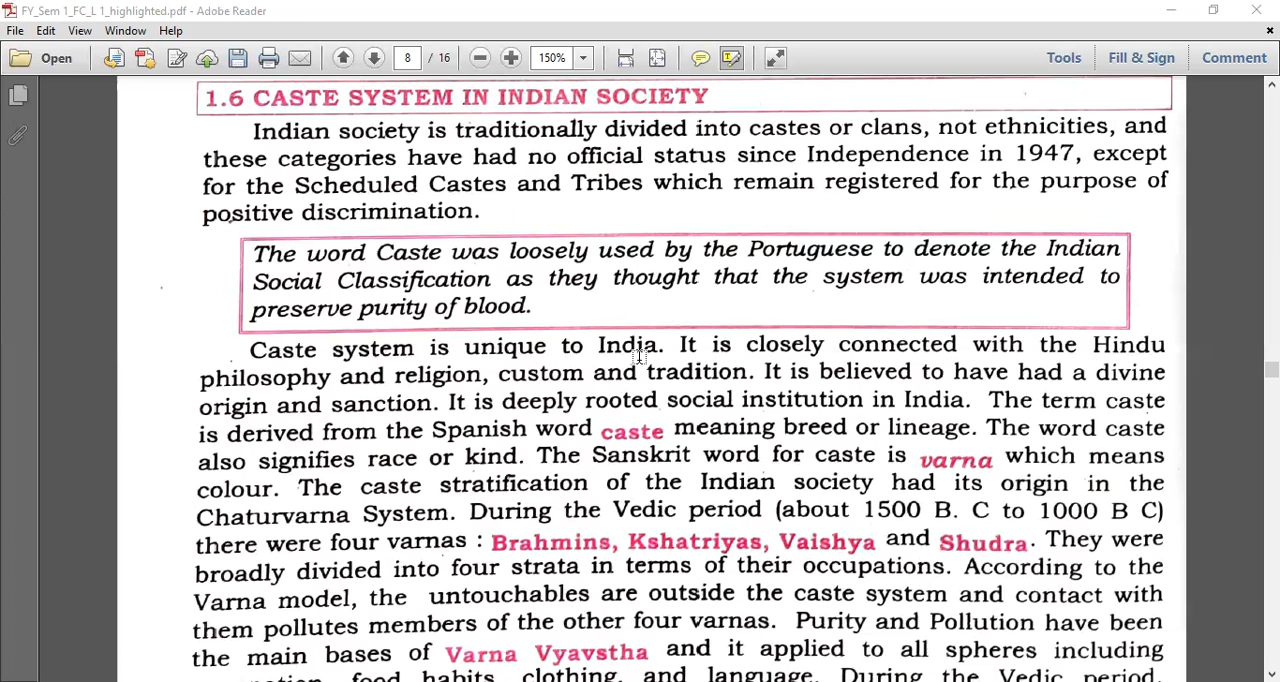 FY_Sem 1_FC_L 1_highlighted.pdf - Adobe Reader
File Edit View Window Help
Open 8 / 16 150% Tools Fill & Sign Comment
1.6 CASTE SYSTEM IN INDIAN SOCIETY
Indian society is traditionally divided into castes or clans, not ethnicities, and
these categories have had no official status since Independence in 1947, except
for the Scheduled Castes and Tribes which remain registered for the purpose of
positive discrimination.
The word Caste was loosely used by the Portuguese to denote the Indian
Social Classification as they thought that the system was intended to
preserve purity of blood.
Caste system is unique to India. It is closely connected with the Hindu
philosophy and religion, custom and tradition. It is believed to have had a divine
origin and sanction. It is deeply rooted social institution in India. The term caste
is derived from the Spanish word caste meaning breed or lineage. The word caste
also signifies race or kind. The Sanskrit word for caste is varna which means
colour. The caste stratification of the Indian society had its origin in the
Chaturvarna System. During the Vedic period (about 1500 B. C to 1000 B C)
there were four varnas : Brahmins, Kshatriyas, Vaishya and Shudra. They were
broadly divided into four strata in terms of their occupations. According to the
Varna model, the untouchables are outside the caste system and contact with
them pollutes members of the other four varnas. Purity and Pollution have been
the main bases of Varna Vyavstha and it applied to all spheres including
food habits, clothing, and language. During the Vedic period,